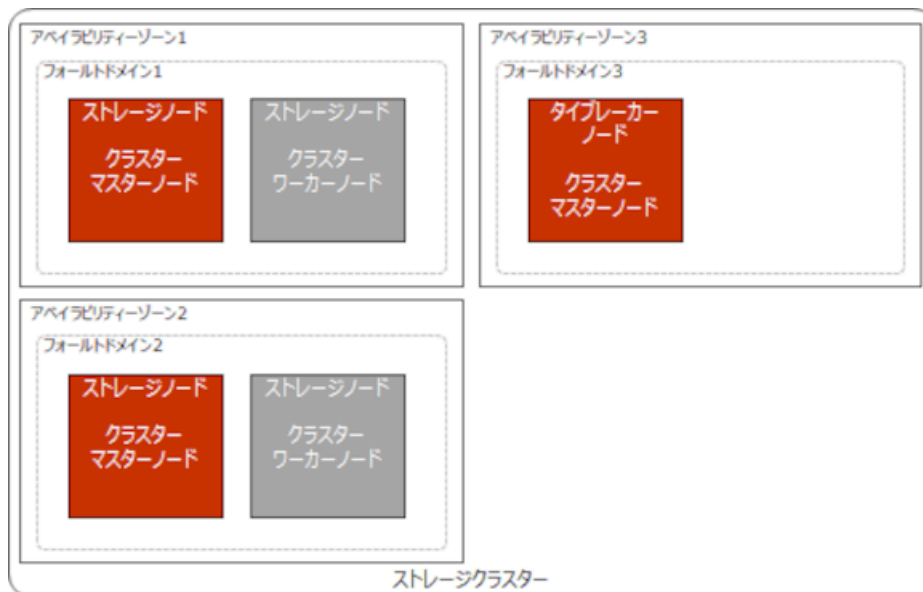 アベイラビリティーゾーン1
フォールトドメイン1
ストレージノード
クラスター
マスターノード
ストレージノード
クラスター
ワーカーノード
アベイラビリティーゾーン3
フォールトドメイン3
タイブレーカー
ノード
クラスター
マスターノード
アベイラビリティーゾーン2
フォールトドメイン2
ストレージノード
クラスター
マスターノード
ストレージノード
クラスター
ワーカーノード
ストレージクラスター